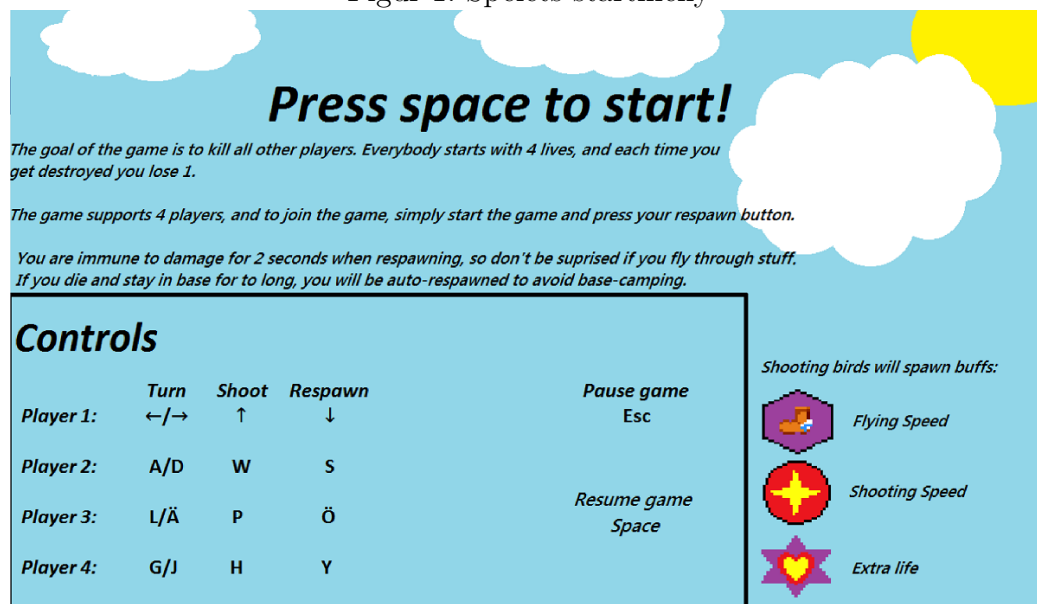 Figur 1: Spelets startmeny
Press space to start!
The goal of the game is to kill all other players. Everybody starts with 4 lives, and each time you
get destroyed you lose 1.
The game supports 4 players, and to join the game, simply start the game and press your respawn button.
You are immune to damage for 2 seconds when respawning, so don't be suprised if you fly through stuff.
If you die and stay in base for to long, you will be auto-respawned to avoid base-camping.
Controls
Turn Shoot Respawn Pause game
Player 1: ←/→ ↑ ↓ Esc
Player 2: A/D W S
Player 3: L/Ä P Ö
Resume game
Space
Player 4: G/J H Y
Shooting birds will spawn buffs:
Flying Speed
Shooting Speed
Extra life